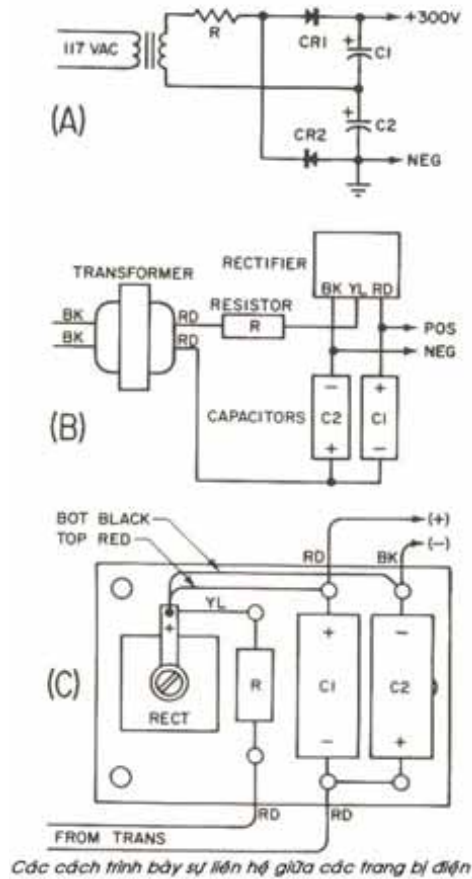 R
CR1
+300V
117 VAC
C1
(A)
C2
CR2
NEG
TRANSFORMER
RECTIFIER
BK YL RD
RESISTOR
BK
RD
R
POS
BK
RD
NEG
CAPACITORS
- +
C2 C1
+ -
(B)
BOT BLACK
TOP RED
RD
BK
(+)
(-)
YL
+
+
-
(C)
R
C1
C2
RECT
-
+
RD
RD
FROM TRANS
Các cách trình bày sự liên hệ giữa các trang bị điện